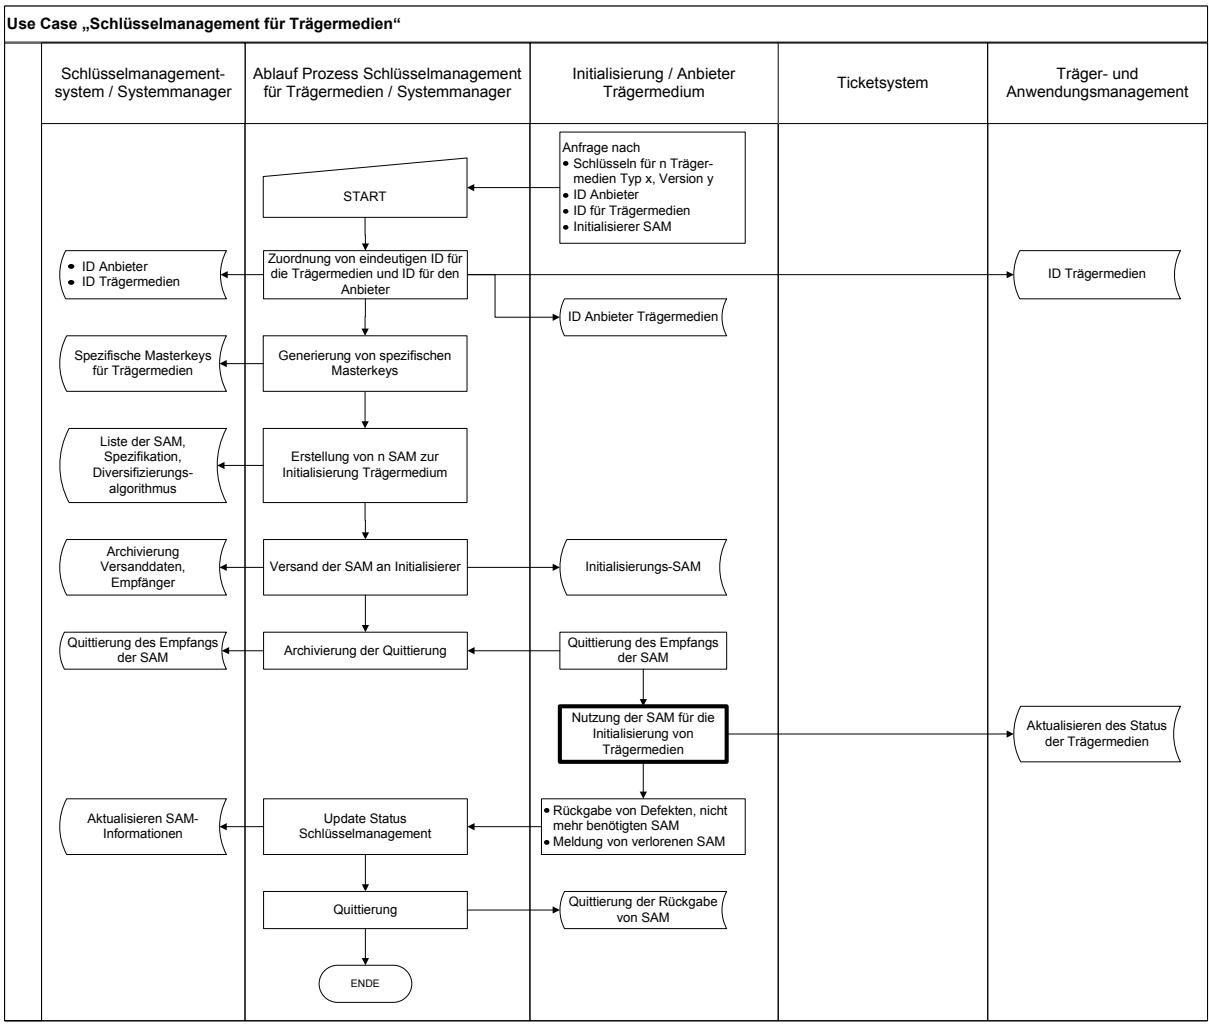 Use Case „Schlüsselmanagement für Trägermedien“
Schlüsselmanagement-
system / Systemmanager
Ablauf Prozess Schlüsselmanagement
für Trägermedien / Systemmanager
Initialisierung / Anbieter
Trägermedium
Ticketsystem
Träger- und
Anwendungsmanagement
Anfrage nach
• Schlüsseln für n Träger-
medien Typ x, Version y
• ID Anbieter
• ID für Trägermedien
• Initialisierer SAM
START
• ID Anbieter
• ID Trägermedien
Zuordnung von eindeutigen ID für
die Trägermedien und ID für den
Anbieter
ID Trägermedien
ID Anbieter Trägermedien
Spezifische Masterkeys
für Trägermedien
Generierung von spezifischen
Masterkeys
Liste der SAM,
Spezifikation,
Diversifizierungs-
algorithmus
Erstellung von n SAM zur
Initialisierung Trägermedium
Archivierung
Versanddaten,
Empfänger
Versand der SAM an Initialisierer
Initialisierungs-SAM
Quittierung des Empfangs
der SAM
Archivierung der Quittierung
Quittierung des Empfangs
der SAM
Nutzung der SAM für die
Initialisierung von
Trägermedien
Aktualisieren des Status
der Trägermedien
Aktualisieren SAM-
Informationen
Update Status
Schlüsselmanagement
• Rückgabe von Defekten, nicht
mehr benötigten SAM
• Meldung von verlorenen SAM
Quittierung
Quittierung der Rückgabe
von SAM
ENDE